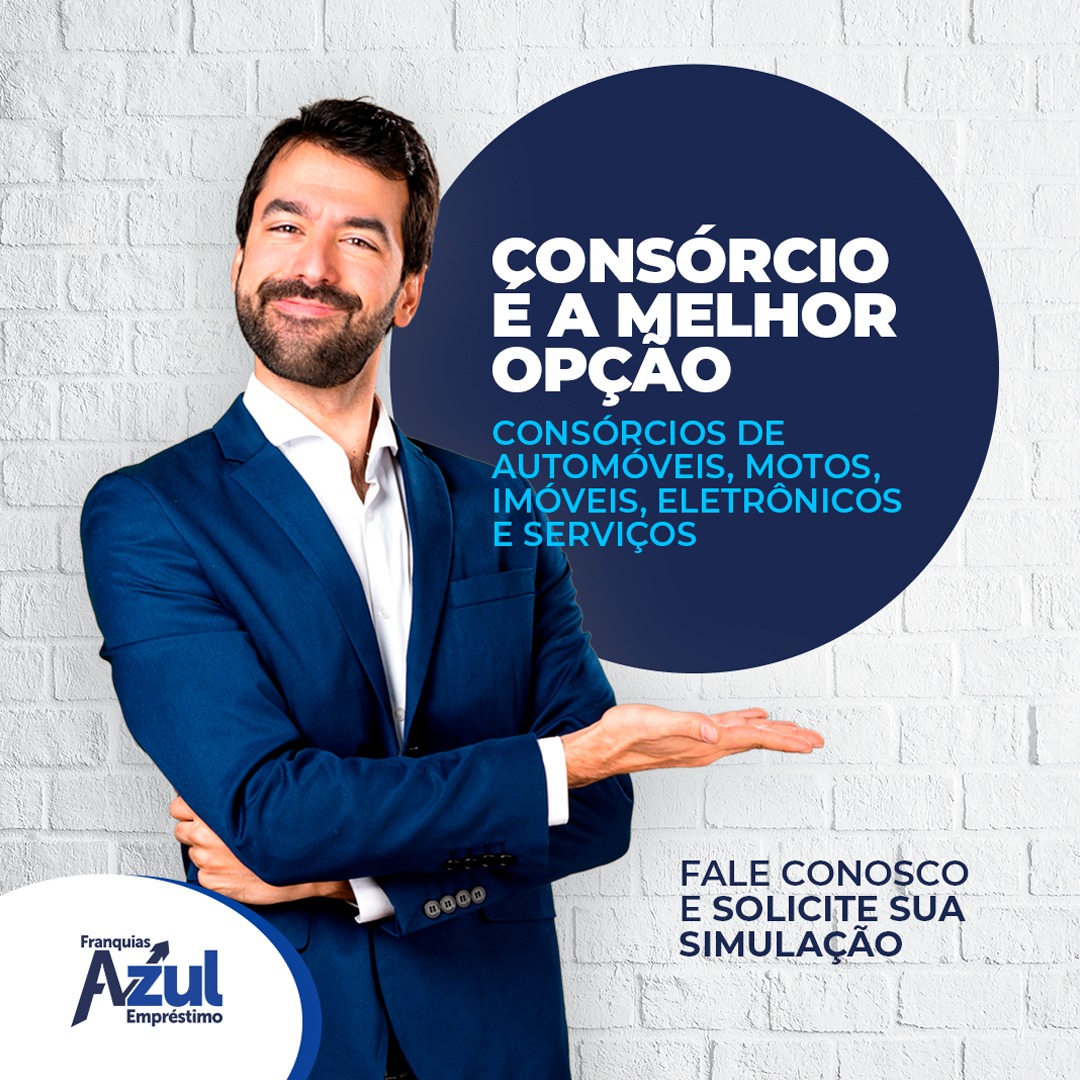 CONSÓRCIO
É A MELHOR
OPÇÃO
CONSÓRCIOS DE
AUTOMÓVEIS, MOTOS,
IMÓVEIS, ELETRÔNICOS
E SERVIÇOS
FALE CONOSCO
E SOLICITE SUA
SIMULAÇÃO
Franquias
AZUL
Empréstimo